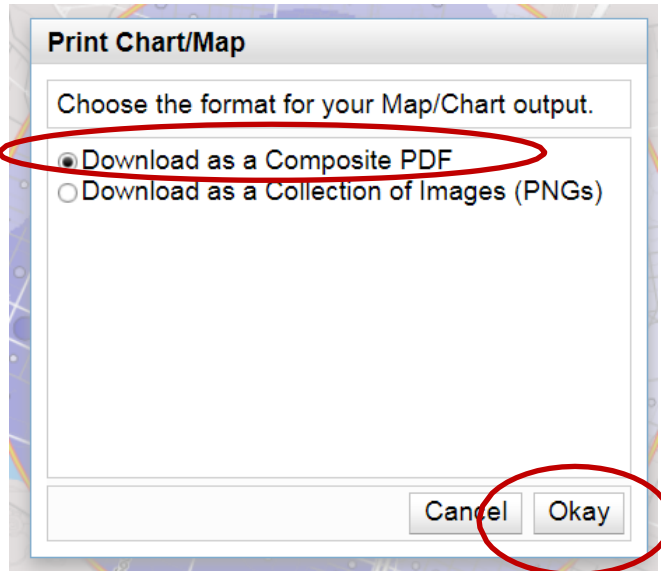 Print Chart/Map
Choose the format for your Map/Chart output.
Download as a Composite PDF
Download as a Collection of Images (PNGs)
Cancel Okay